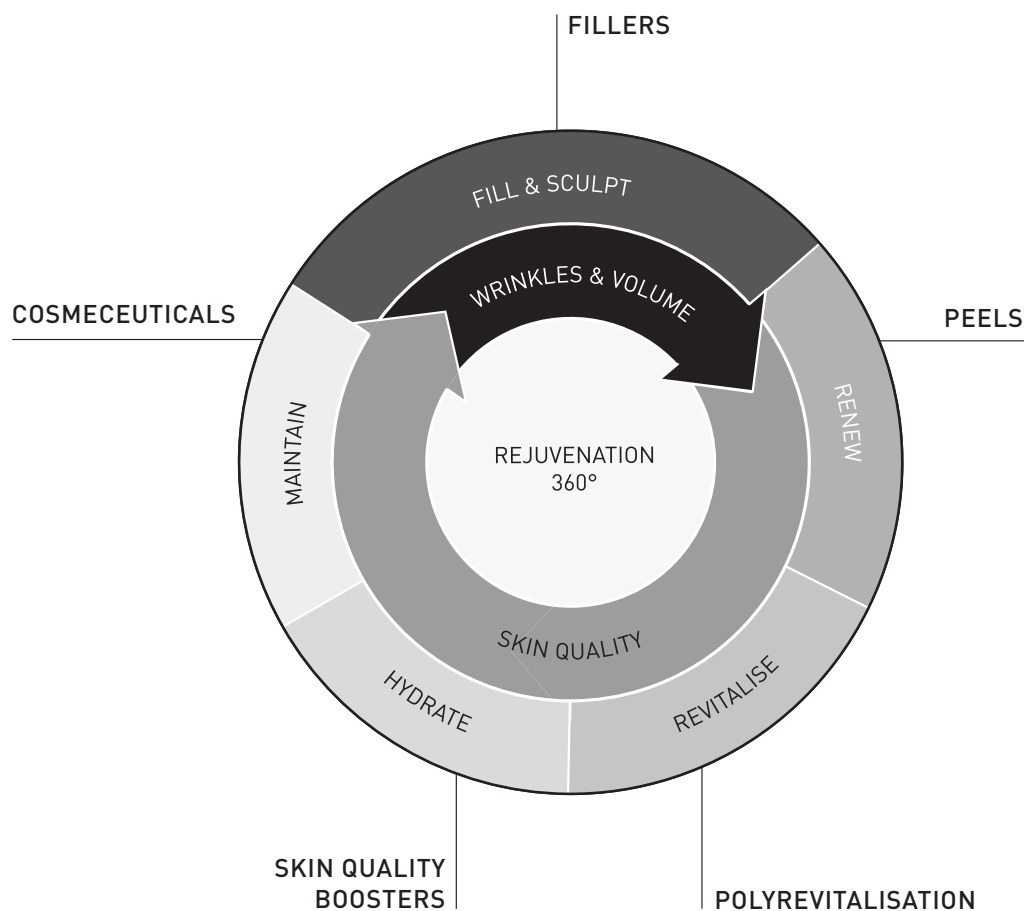 FILLERS
FILL & SCULPT
WRINKLES & VOLUME
COSMECEUTICALS
PEELS
RENEW
MAINTAIN
REJUVENATION
360°
SKIN QUALITY
HYDRATE
REVITALISE
SKIN QUALITY
BOOSTERS
POLYREVITALISATION